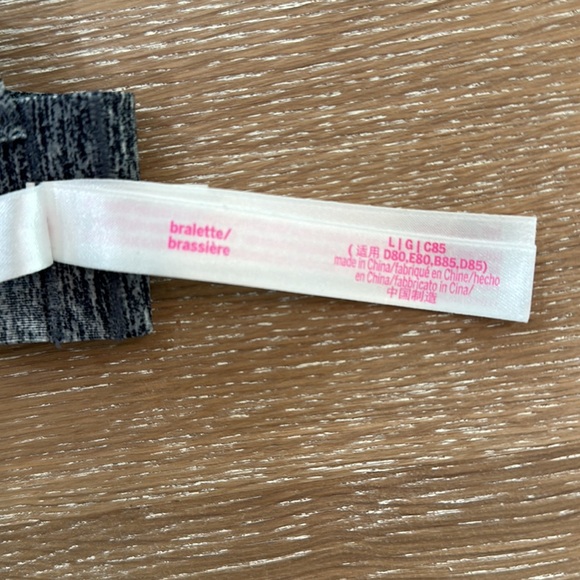 bralette/
brassière
L | G | C85
(适用 D80,E80,B85,D85)
made in China/fabriqué en Chine/hecho
en China/fabbricato in Cina/
中国制造